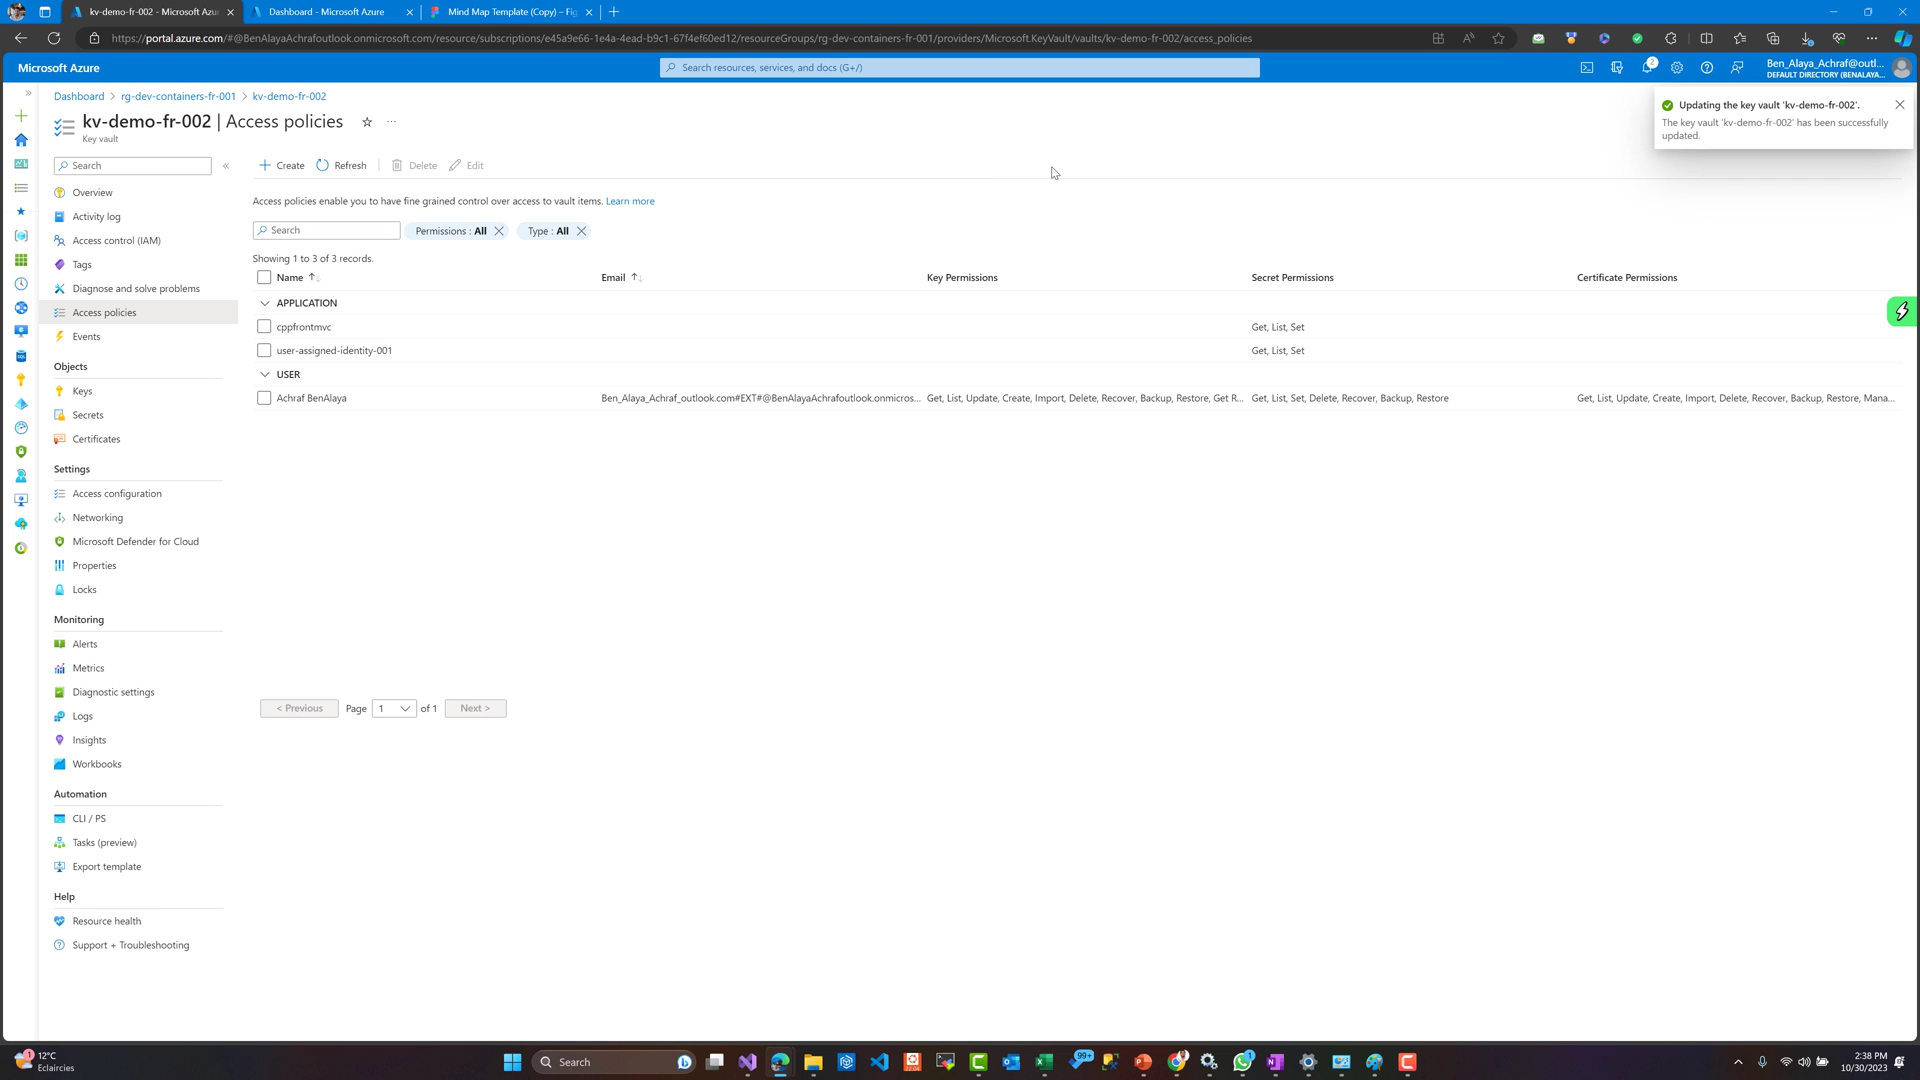 kv-demo-fr-002 - Microsoft Azu
Dashboard - Microsoft Azure
Mind Map Template (Copy) – Fig
https://portal.azure.com/#@BenAlayaAchrafoutlook.onmicrosoft.com/resource/subscriptions/e45a9e66-1e4a-4ead-b9c1-67f4ef60ed12/resourceGroups/rg-dev-containers-fr-001/providers/Microsoft.KeyVault/vaults/kv-demo-fr-002/access_policies
Microsoft Azure
Search resources, services, and docs (G+/)
2
Ben_Alaya_Achraf@outl...
DEFAULT DIRECTORY (BENALAYA...
Dashboard > rg-dev-containers-fr-001 > kv-demo-fr-002
kv-demo-fr-002 | Access policies
Key vault
Updating the key vault 'kv-demo-fr-002'.
The key vault 'kv-demo-fr-002' has been successfully
updated.
Search
Overview
Activity log
Access control (IAM)
Tags
Diagnose and solve problems
Access policies
Events
Objects
Keys
Secrets
Certificates
Settings
Access configuration
Networking
Microsoft Defender for Cloud
Properties
Locks
Monitoring
Alerts
Metrics
Diagnostic settings
Logs
Insights
Workbooks
Automation
CLI / PS
Tasks (preview)
Export template
Help
Resource health
Support + Troubleshooting
Create Refresh Delete Edit
Access policies enable you to have fine grained control over access to vault items. Learn more
Search Permissions : All Type : All
Showing 1 to 3 of 3 records.
Name Email Key Permissions Secret Permissions Certificate Permissions
APPLICATION
cppfrontmvc Get, List, Set
user-assigned-identity-001 Get, List, Set
USER
Achraf BenAlaya Ben_Alaya_Achraf_outlook.com#EXT#@BenAlayaAchrafoutlook.onmicros... Get, List, Update, Create, Import, Delete, Recover, Backup, Restore, Get R... Get, List, Set, Delete, Recover, Backup, Restore Get, List, Update, Create, Import, Delete, Recover, Backup, Restore, Mana...
< Previous Page 1 of 1 Next >
1
12°C
Eclaircies
Search
22.04
99+
1
2:38 PM
10/30/2023